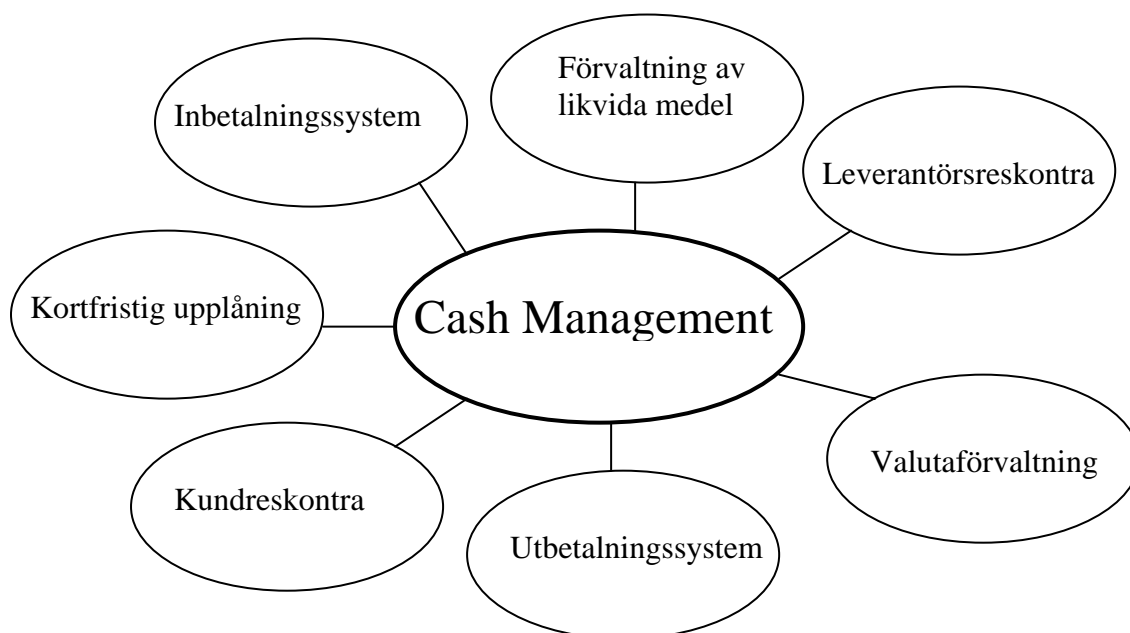 Förvaltning av
likvida medel
Inbetalningssystem
Leverantörsreskontra
Kortfristig upplåning
Cash Management
Valutaförvaltning
Kundreskontra
Utbetalningssystem